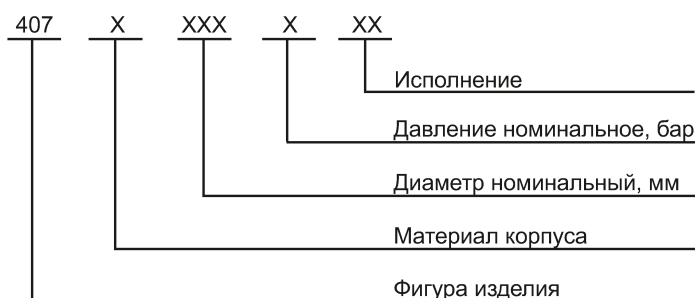 407 X XXX X XX
Исполнение
Давление номинальное, бар
Диаметр номинальный, мм
Материал корпуса
Фигура изделия